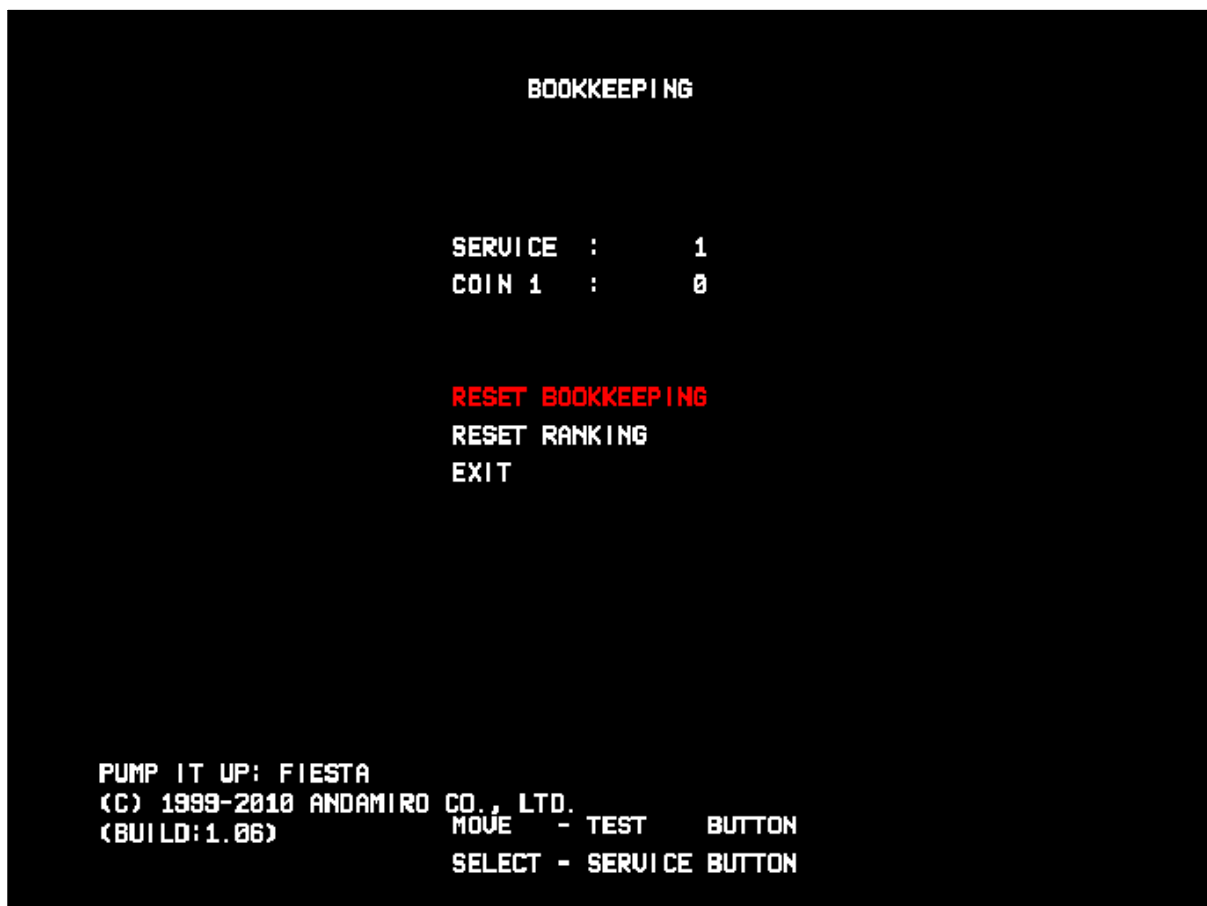 BOOKKEEPING
SERVICE : 1
COIN 1 : 0
RESET BOOKKEEPING
RESET RANKING
EXIT
PUMP IT UP: FIESTA
(C) 1999-2010 ANDAMIRO CO., LTD.
(BUILD:1.06)
MOVE - TEST BUTTON
SELECT - SERVICE BUTTON